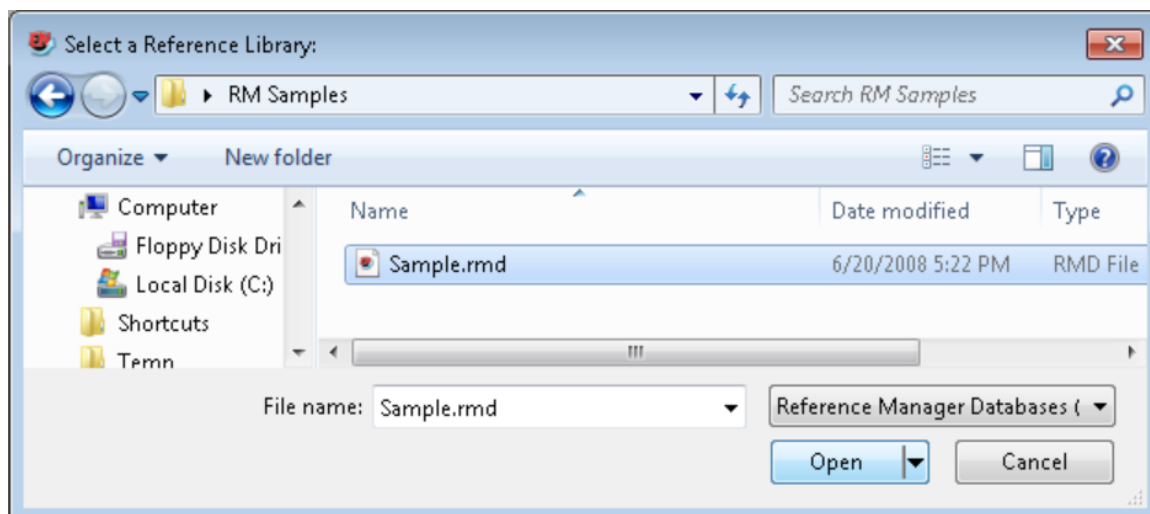 Select a Reference Library:
RM Samples
Search RM Samples
Organize
New folder
Computer
Floppy Disk Dri
Local Disk (C:)
Shortcuts
Temp
Name
Date modified
Type
Sample.rmd
6/20/2008 5:22 PM
RMD File
File name:
Sample.rmd
Reference Manager Databases (
Open
Cancel